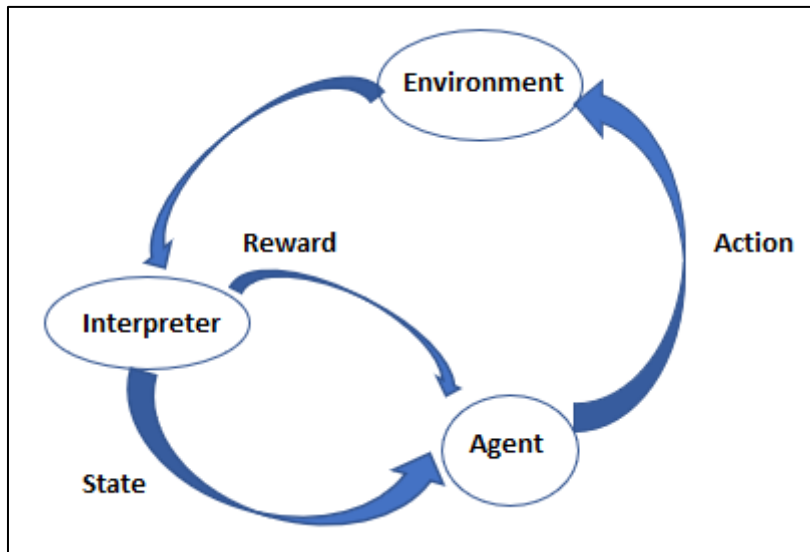 Environment
Reward
Action
Interpreter
Agent
State